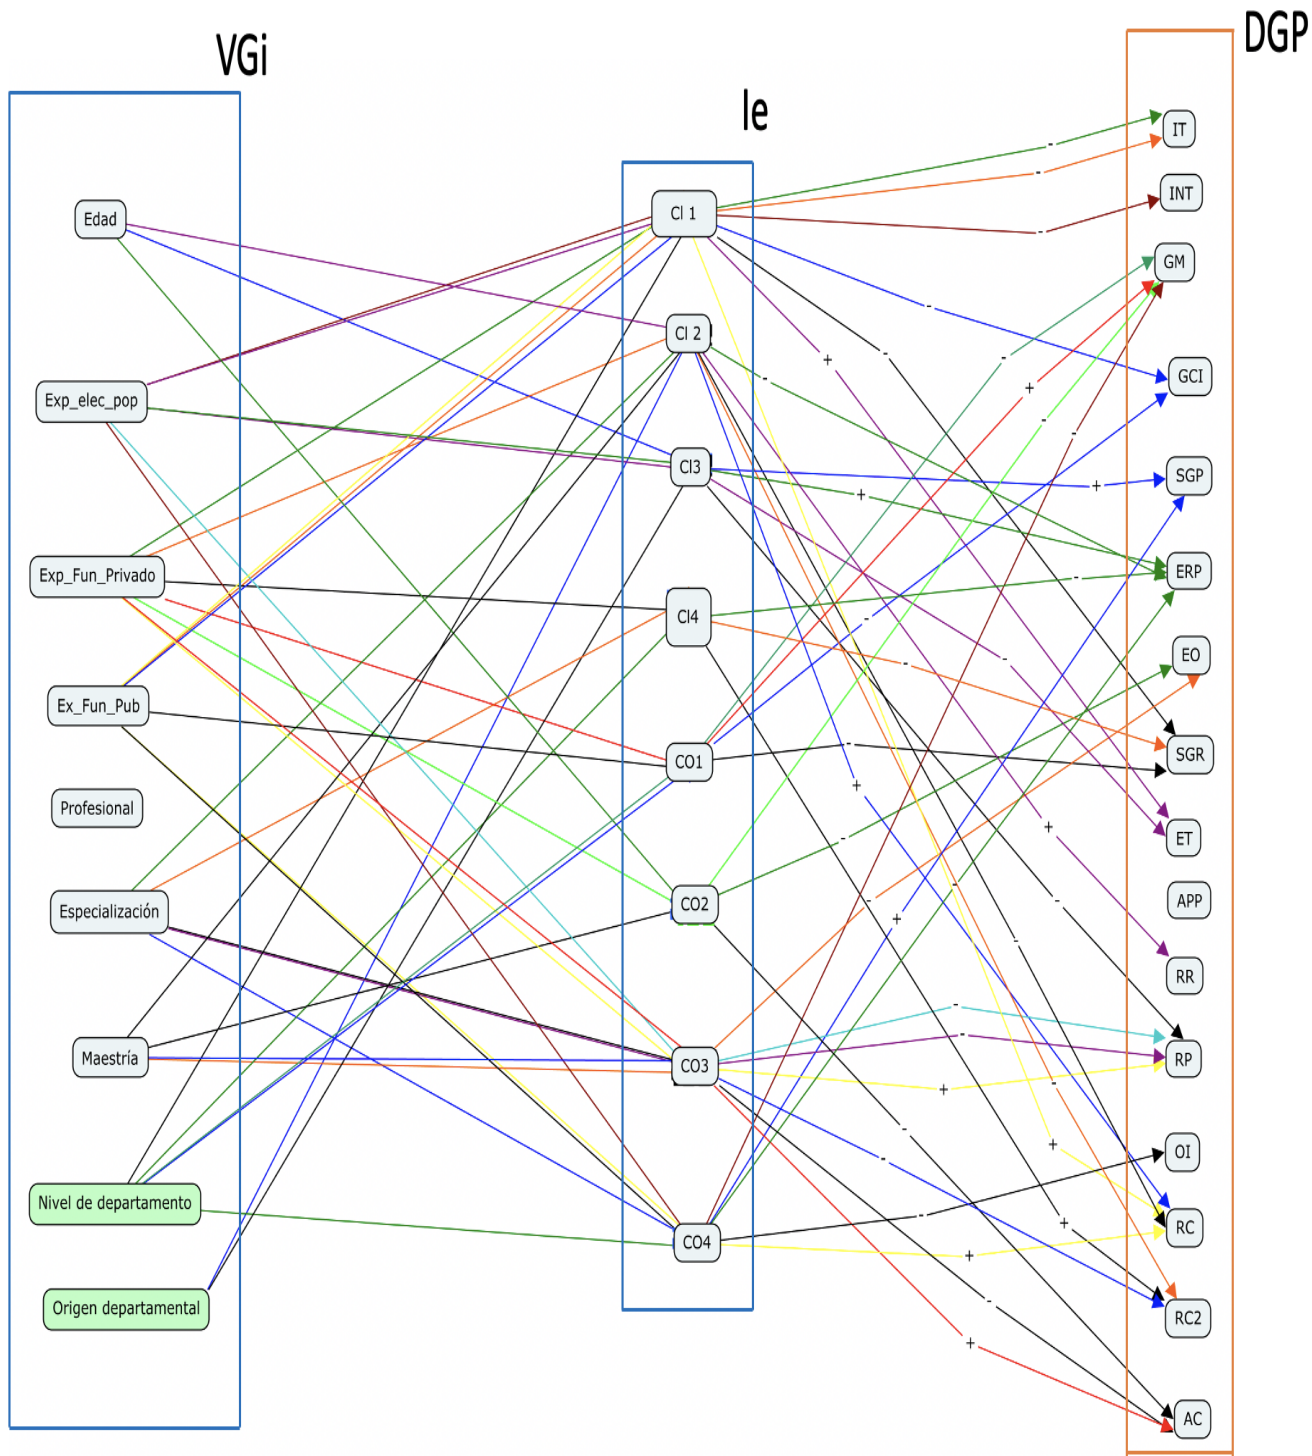 VGi
Ie
DGP
Edad
Exp_elec_pop
Exp_Fun_Privado
Ex_Fun_Pub
Profesional
Especialización
Maestría
Nivel de departamento
Origen departamental
CI 1
CI 2
CI3
CI4
CO1
CO2
CO3
CO4
IT
INT
GM
GCI
SGP
ERP
EO
SGR
ET
APP
RR
RP
OI
RC
RC2
AC
-
-
-
-
-
+
-
+
-
-
-
+
+
-
-
-
-
-
+
-
+
-
-
-
+
-
-
-
+
-
+
-
-
+
-
+
-
+